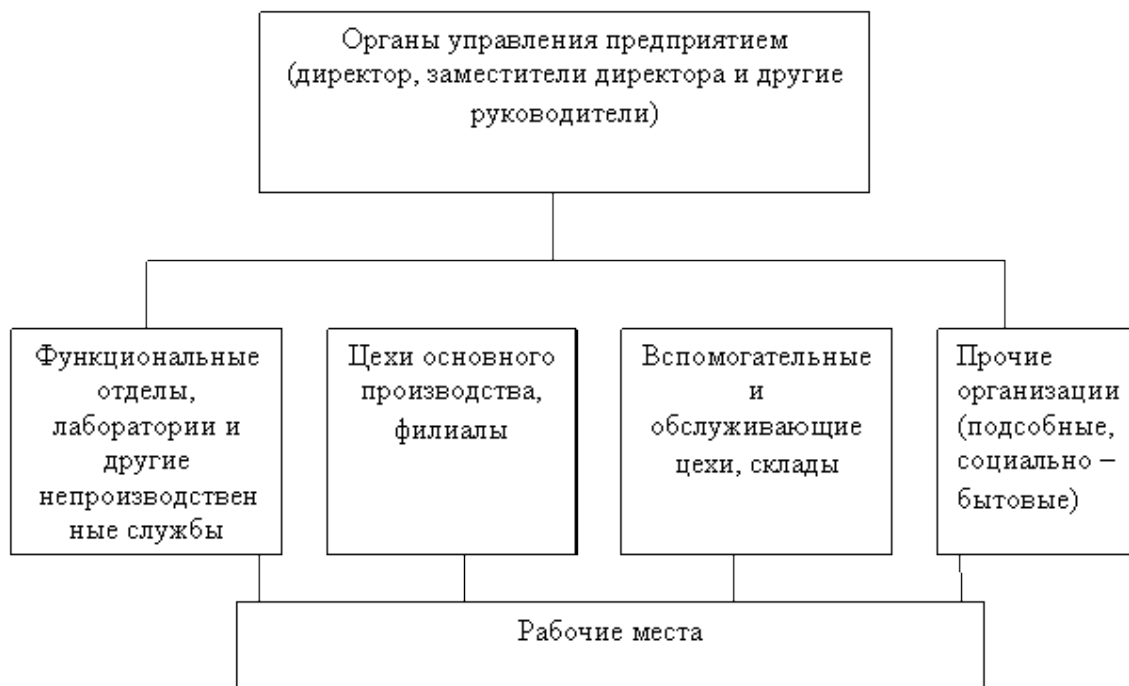 Органы управления предприятием
(директор, заместители директора и другие
руководители)
Функциональные
отделы,
лаборатории и
другие
непроизводствен
ные службы
Цехи основного
производства,
филиалы
Вспомогательные
и
обслуживающие
цехи, склады
Прочие
организации
(подсобные,
социально –
бытовые)
Рабочие места